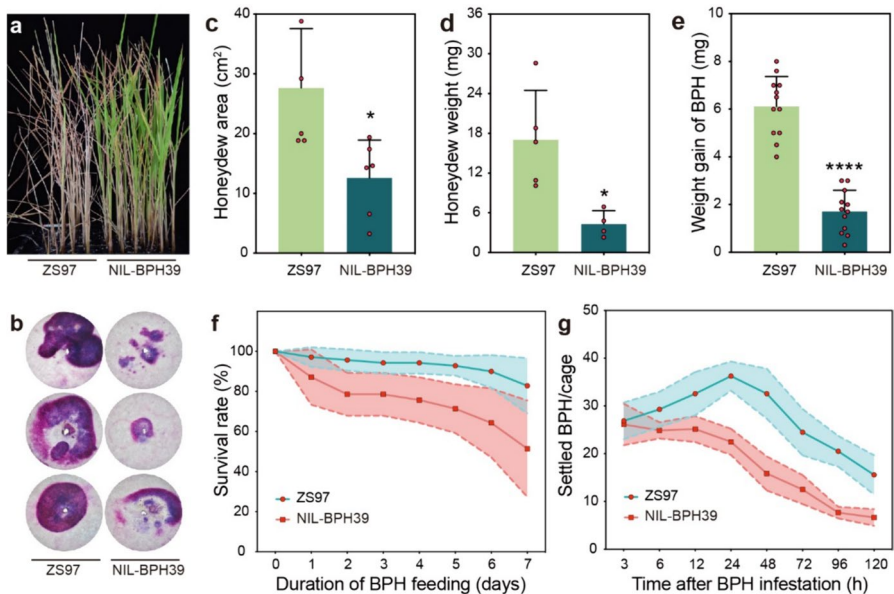 a
ZS97 NIL-BPH39
b
ZS97 NIL-BPH39
c
Honeydew area (cm²)
40
30
20
10
0
*
ZS97 NIL-BPH39
d
Honeydew weight (mg)
36
30
24
18
12
6
0
*
ZS97 NIL-BPH39
e
Weight gain of BPH (mg)
10
8
6
4
2
0
****
ZS97 NIL-BPH39
f
Survival rate (%)
120
100
80
60
40
20
0
ZS97
NIL-BPH39
0 1 2 3 4 5 6 7
Duration of BPH feeding (days)
g
Settled BPH/cage
50
40
30
20
10
0
ZS97
NIL-BPH39
3 6 12 24 48 72 96 120
Time after BPH infestation (h)